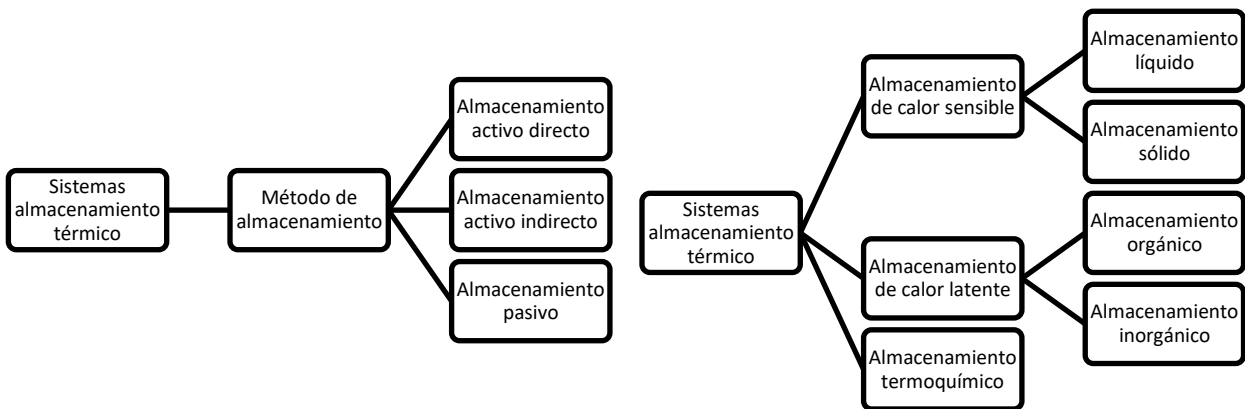 Sistemas
almacenamiento
térmico
Método de
almacenamiento
Almacenamiento
activo directo
Almacenamiento
activo indirecto
Almacenamiento
pasivo
Sistemas
almacenamiento
térmico
Almacenamiento
de calor sensible
Almacenamiento
líquido
Almacenamiento
sólido
Almacenamiento
de calor latente
Almacenamiento
orgánico
Almacenamiento
inorgánico
Almacenamiento
termoquímico